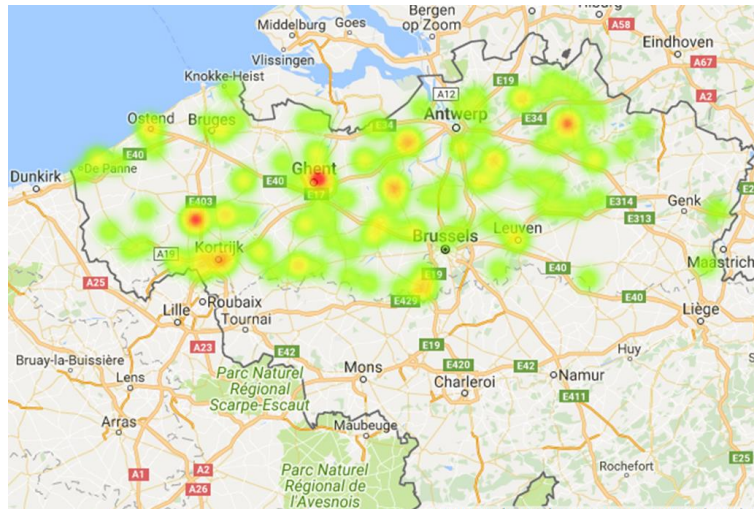 Bergen
op Zoom
Middelburg
Goes
A58
Eindhoven
Vlissingen
A67
Knokke-Heist
E19
A12
A2
Ostend
Bruges
Antwerp
E34
E34
E40
De Panne
Ghent
Dunkirk
E40
E17
E403
E314
Genk
E313
Brussels
Leuven
A19
Kortrijk
Maastrich
A25
E19
E40
E429
E40
Lille
Roubaix
Tournai
Liège
A23
E19
E42
Huy
Bruay-la-Buissière
Parc Naturel
Régional
Scarpe-Escaut
Mons
E420
E42
Lens
Charleroi
Namur
E411
Arras
Maubeuge
A1
A2
A26
Parc Naturel
Régional de
l'Avesnois
Rochefort
E25